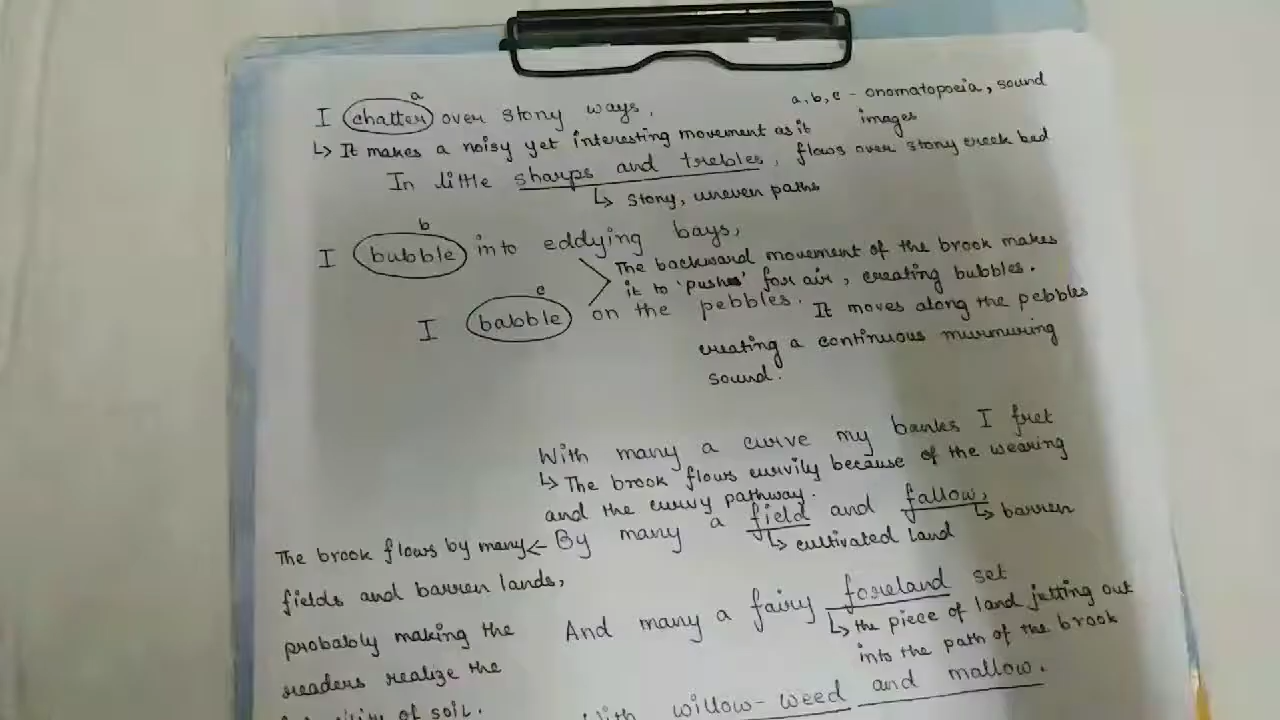 a
I chatter over stony ways,
a, b, c - onomatopoeia, sound
images
↳ It makes a noisy yet interesting movement as it
flows over stony creek bed
In little sharps and trebles,
↳ stony, uneven paths
b
I bubble into eddying bays,
The backward movement of the brook makes
it to 'push' for air, creating bubbles.
c
I babble on the pebbles.
It moves along the pebbles
creating a continuous murmuring
sound.
With many a curve my banks I fret
↳ The brook flows curvily because of the wearing
and the curvy pathway.
By many a field and fallow,
↳ cultivated land
↳ barren
The brook flows by many
fields and barren lands,
probably making the
readers realize the
of soil.
And many a fairy foreland set
↳ the piece of land jutting out
into the path of the brook
With willow-weed and mallow.